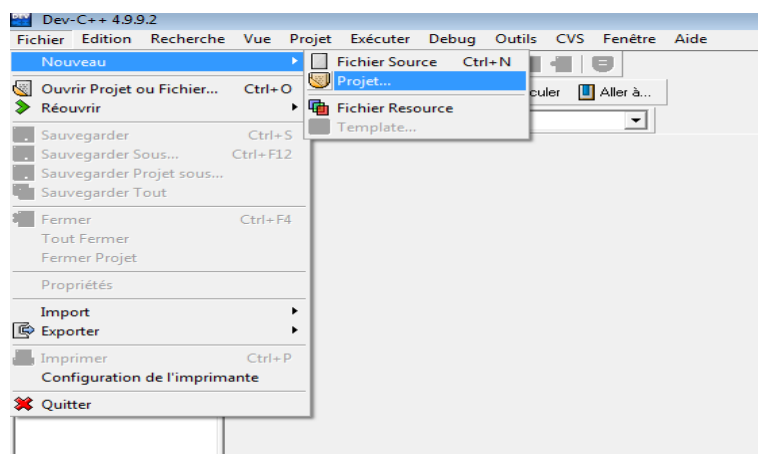 Dev-C++ 4.9.9.2
Fichier Edition Recherche Vue Projet Exécuter Debug Outils CVS Fenêtre Aide
Nouveau
Fichier Source Ctrl+N
Projet...
Fichier Resource
Template...
culer Aller à...
Ouvrir Projet ou Fichier... Ctrl+O
Réouvrir
Sauvegarder Ctrl+S
Sauvegarder Sous... Ctrl+F12
Sauvegarder Projet sous...
Sauvegarder Tout
Fermer Ctrl+F4
Tout Fermer
Fermer Projet
Propriétés
Import
Exporter
Imprimer Ctrl+P
Configuration de l'imprimante
Quitter